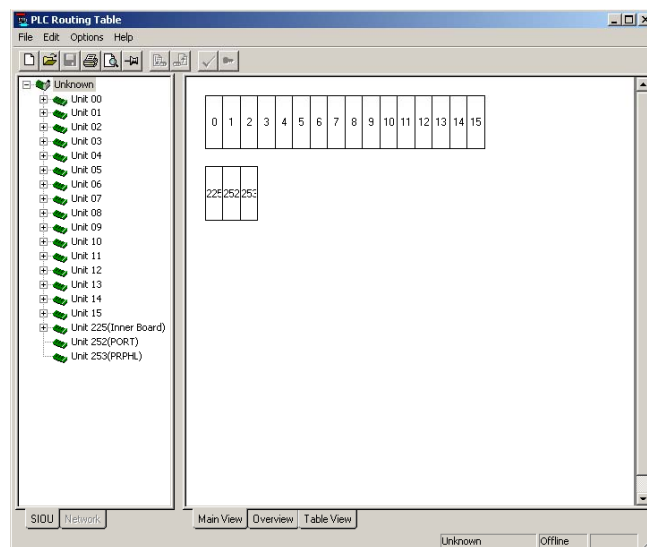 PLC Routing Table
File Edit Options Help
Unknown
Unit 00
Unit 01
Unit 02
Unit 03
Unit 04
Unit 05
Unit 06
Unit 07
Unit 08
Unit 09
Unit 10
Unit 11
Unit 12
Unit 13
Unit 14
Unit 15
Unit 225(Inner Board)
Unit 252(PORT)
Unit 253(PRPHL)
0 1 2 3 4 5 6 7 8 9 10 11 12 13 14 15
225 252 253
SIOU Network
Main View Overview Table View
Unknown Offline